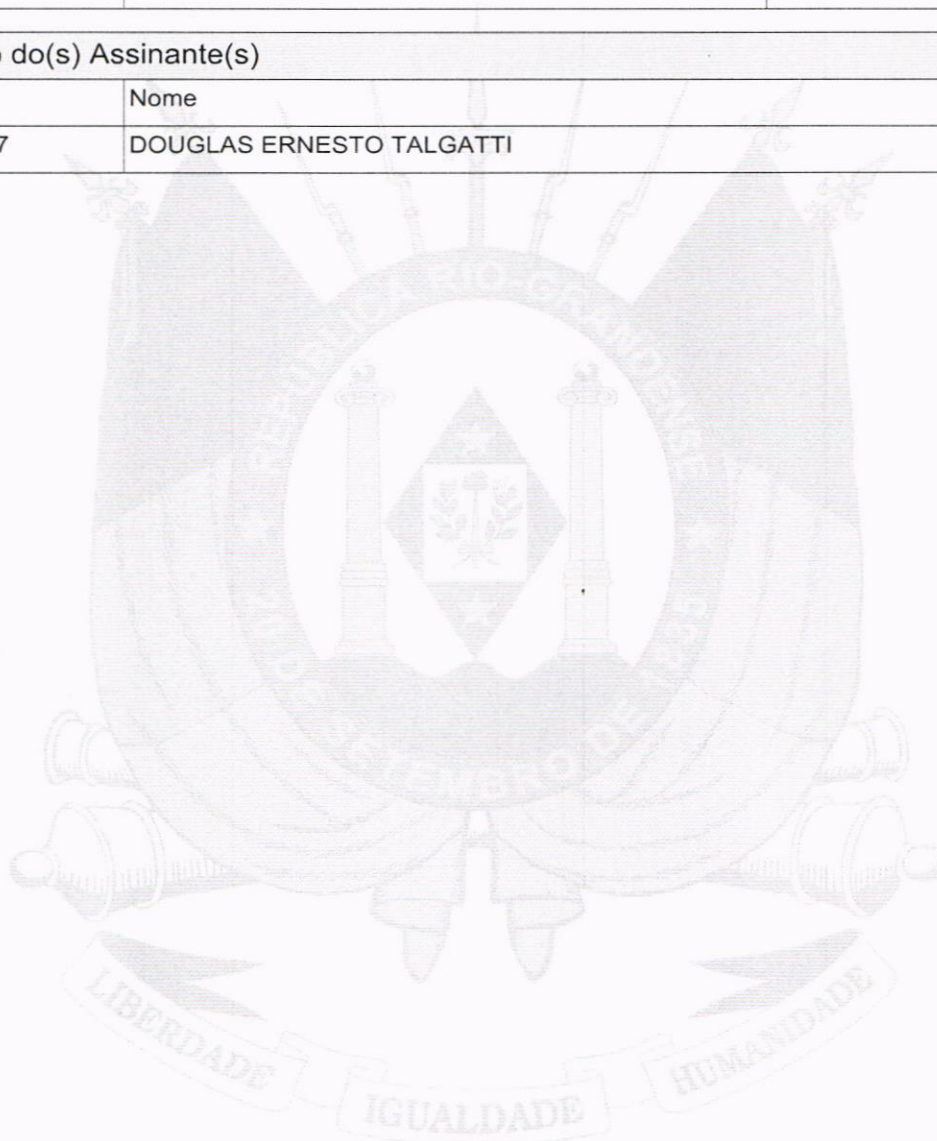 do(s) Assinante(s)
Nome
7 DOUGLAS ERNESTO TALGATTI
REPÚBLICA RIO-GRANDENSE
20 DE SETEMBRO DE 1835
LIBERDADE IGUALDADE HUMANIDADE